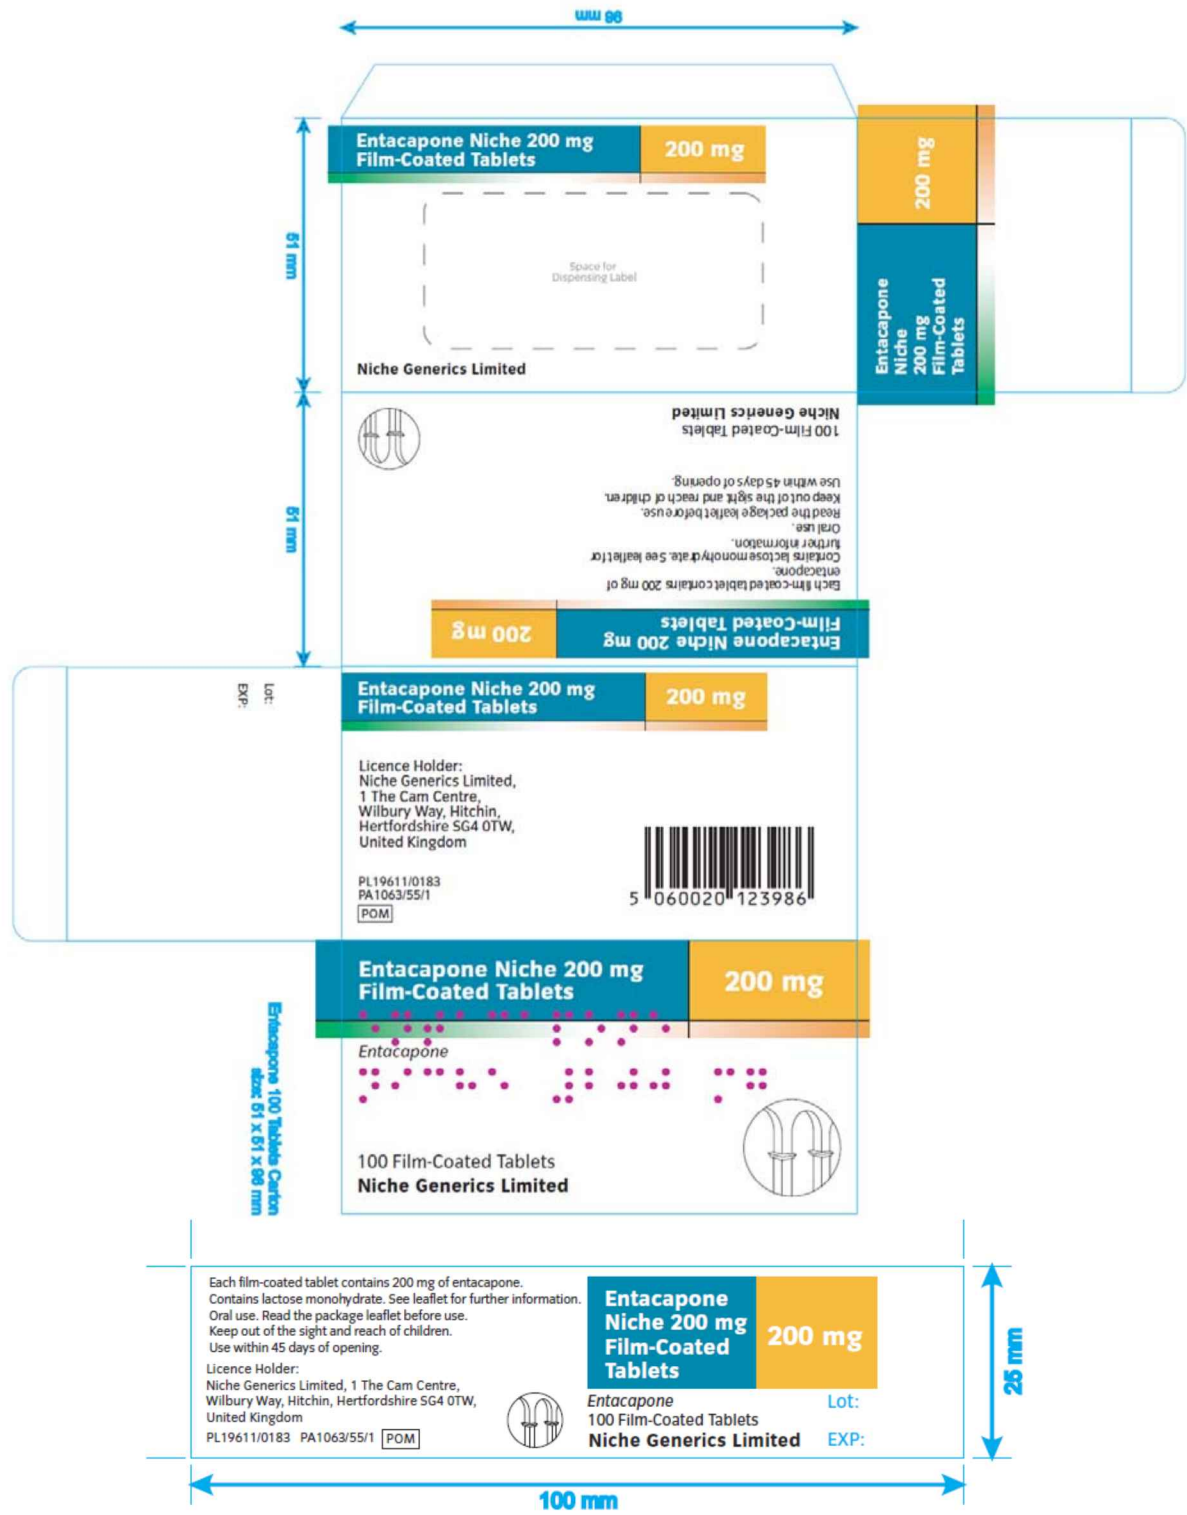 98 mm
Entacapone Niche 200 mg
Film-Coated Tablets
200 mg
Space for
Dispensing Label
Niche Generics Limited
51 mm
200 mg
Entacapone
Niche
200 mg
Film-Coated
Tablets
Entacapone Niche 200 mg
Film-Coated Tablets
200 mg
Each film-coated tablet contains 200 mg of
entacapone.
Contains lactose monohydrate. See leaflet for
further information.
Oral use.
Read the package leaflet before use.
Keep out of the sight and reach of children.
Use within 45 days of opening.
100 Film-Coated Tablets
Niche Generics Limited
51 mm
Lot:
EXP:
Entacapone Niche 200 mg
Film-Coated Tablets
200 mg
Licence Holder:
Niche Generics Limited,
1 The Cam Centre,
Wilbury Way, Hitchin,
Hertfordshire SG4 0TW,
United Kingdom
PL19611/0183
PA1063/55/1
POM
5 060020 123986
Entacapone Niche 200 mg
Film-Coated Tablets
200 mg
Entacapone
100 Film-Coated Tablets
Niche Generics Limited
Entacapone 100 Tablets Carton
size: 51 x 51 x 98 mm
Each film-coated tablet contains 200 mg of entacapone.
Contains lactose monohydrate. See leaflet for further information.
Oral use. Read the package leaflet before use.
Keep out of the sight and reach of children.
Use within 45 days of opening.
Licence Holder:
Niche Generics Limited, 1 The Cam Centre,
Wilbury Way, Hitchin, Hertfordshire SG4 0TW,
United Kingdom
PL19611/0183 PA1063/55/1 POM
Entacapone
Niche 200 mg
Film-Coated
Tablets
200 mg
Entacapone
100 Film-Coated Tablets
Niche Generics Limited
Lot:
EXP:
25 mm
100 mm